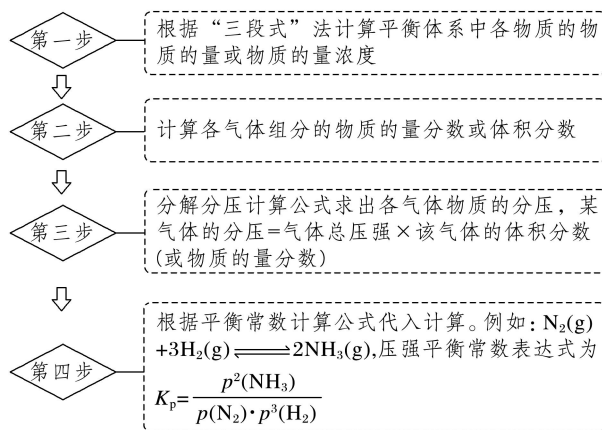 第一步
根据“三段式”法计算平衡体系中各物质的物
质的量或物质的量浓度
第二步
计算各气体组分的物质的量分数或体积分数
第三步
分解分压计算公式求出各气体物质的分压，某
气体的分压=气体总压强×该气体的体积分数
(或物质的量分数)
第四步
根据平衡常数计算公式代入计算。例如：N₂(g)
+3H₂(g)⇌2NH₃(g),压强平衡常数表达式为
Kₚ=p²(NH₃)/p(N₂)·p³(H₂)